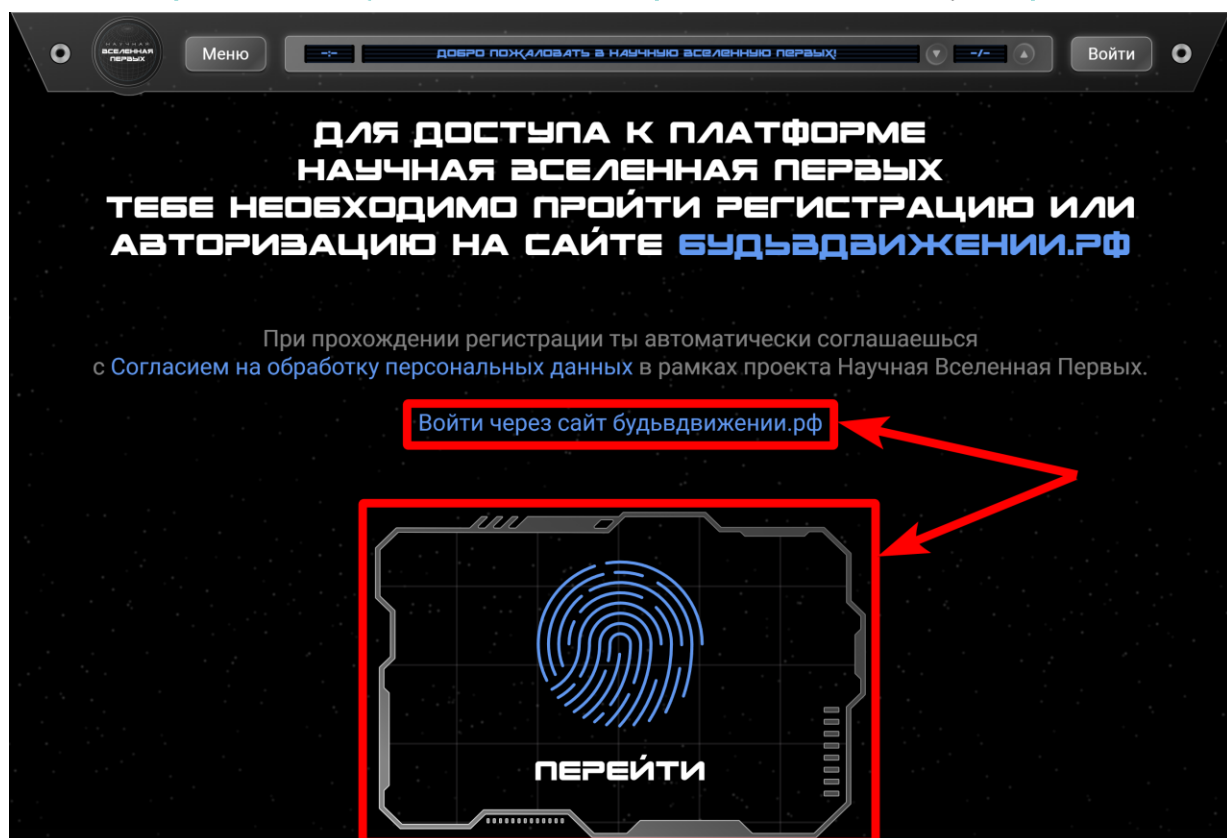 НАУЧНАЯ
ВСЕЛЕННАЯ
ПЕРВЫХ
Меню
-:-
ДОБРО ПОЖАЛОВАТЬ В НАУЧНУЮ ВСЕЛЕННУЮ ПЕРВЫХ!
-/-
Войти
ДЛЯ ДОСТУПА К ПЛАТФОРМЕ
НАУЧНАЯ ВСЕЛЕННАЯ ПЕРВЫХ
ТЕБЕ НЕОБХОДИМО ПРОЙТИ РЕГИСТРАЦИЮ ИЛИ
АВТОРИЗАЦИЮ НА САЙТЕ БУДЬВДВИЖЕНИИ.РФ
При прохождении регистрации ты автоматически соглашаешься
с Согласием на обработку персональных данных в рамках проекта Научная Вселенная Первых.
Войти через сайт будьвдвижении.рф
ПЕРЕЙТИ